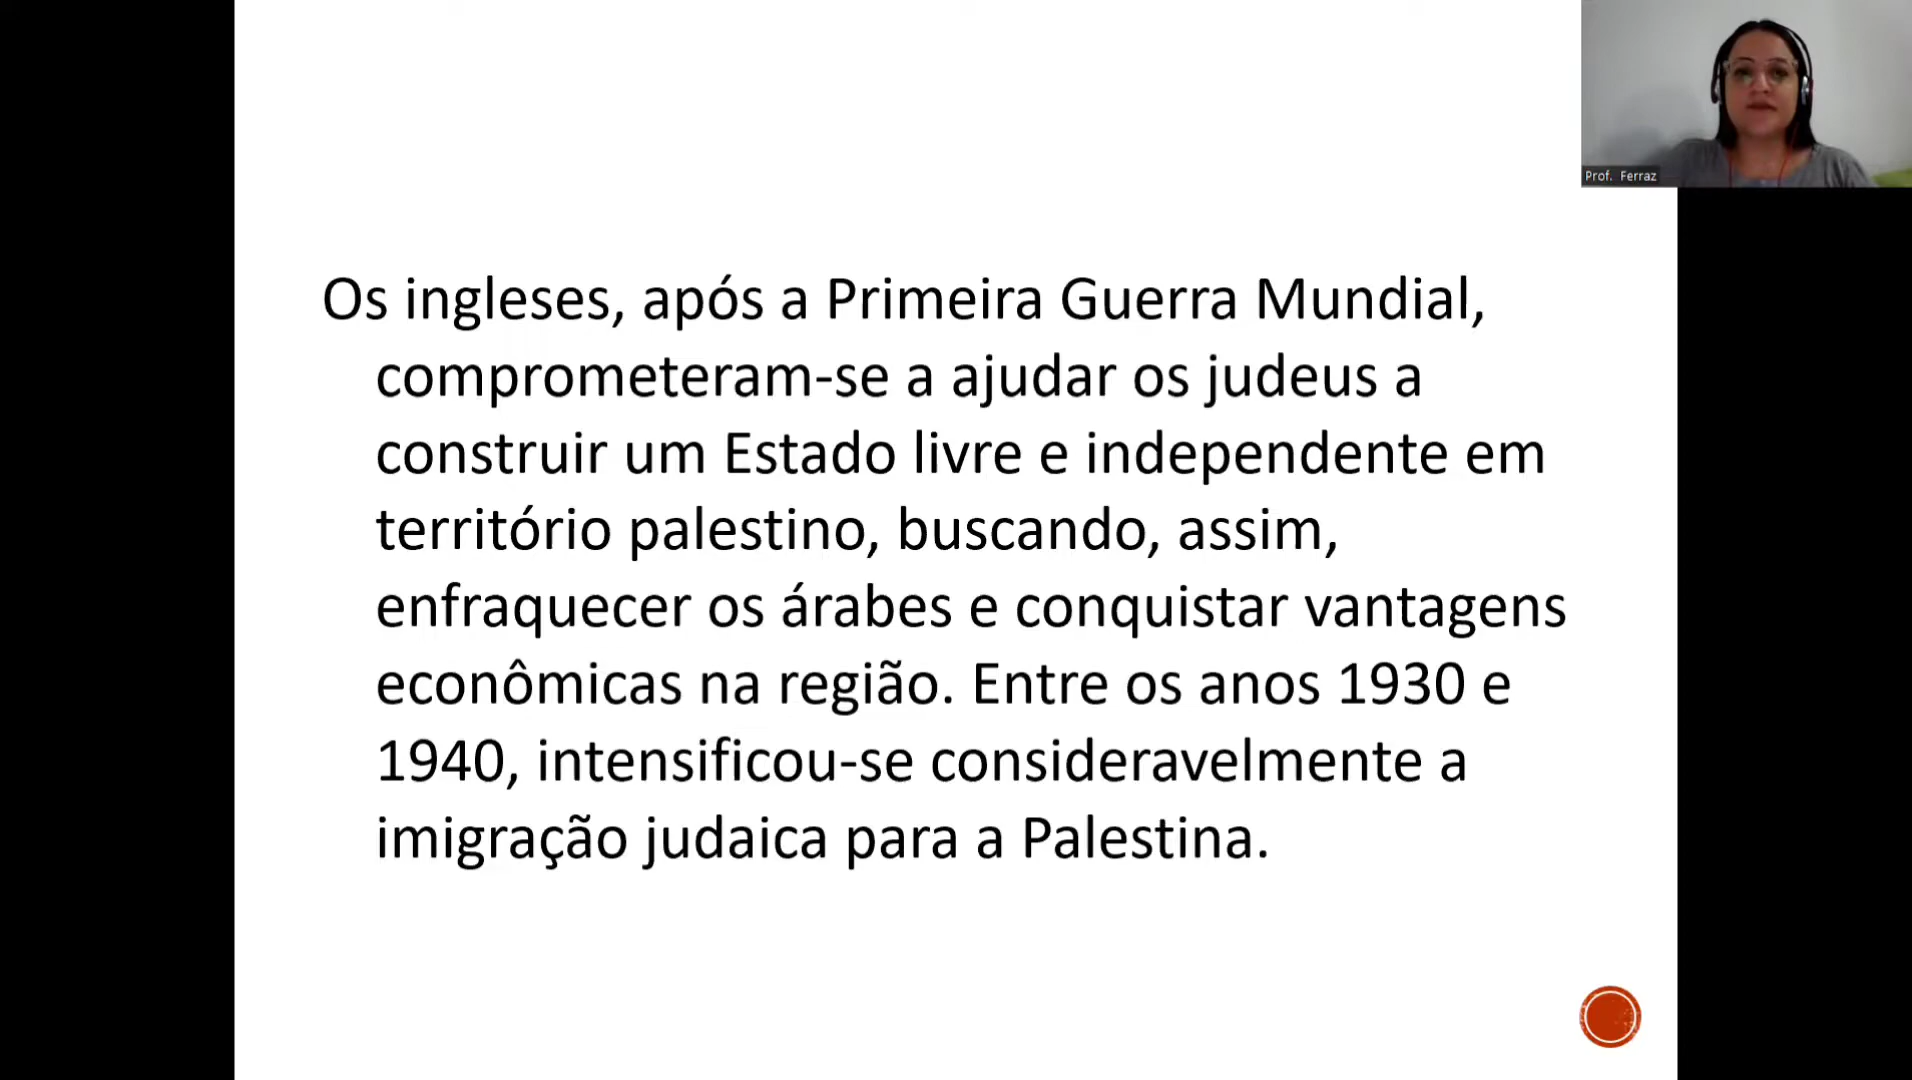 Prof. Ferraz
Os ingleses, após a Primeira Guerra Mundial,
comprometeram-se a ajudar os judeus a
construir um Estado livre e independente em
território palestino, buscando, assim,
enfraquecer os árabes e conquistar vantagens
econômicas na região. Entre os anos 1930 e
1940, intensificou-se consideravelmente a
imigração judaica para a Palestina.